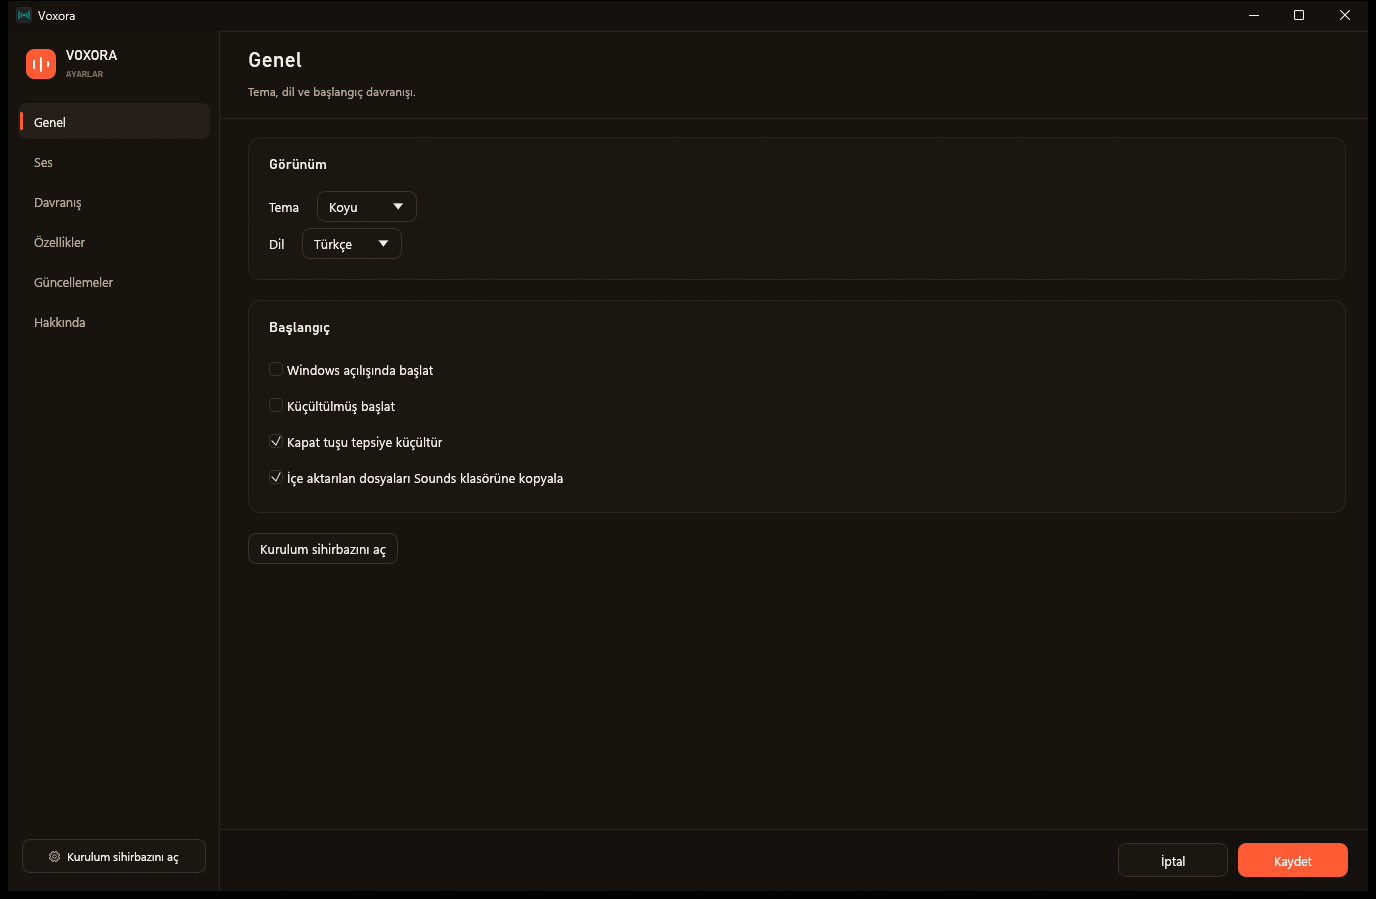 Voxora
VOXORA
AYARLAR
Genel
Ses
Davranış
Özellikler
Güncellemeler
Hakkında
Kurulum sihirbazını aç
Genel
Tema, dil ve başlangıç davranışı.
Görünüm
Tema Koyu
Dil Türkçe
Başlangıç
Windows açılışında başlat
Küçültülmüş başlat
Kapat tuşu tepsiye küçültür
İçe aktarılan dosyaları Sounds klasörüne kopyala
Kurulum sihirbazını aç
İptal Kaydet